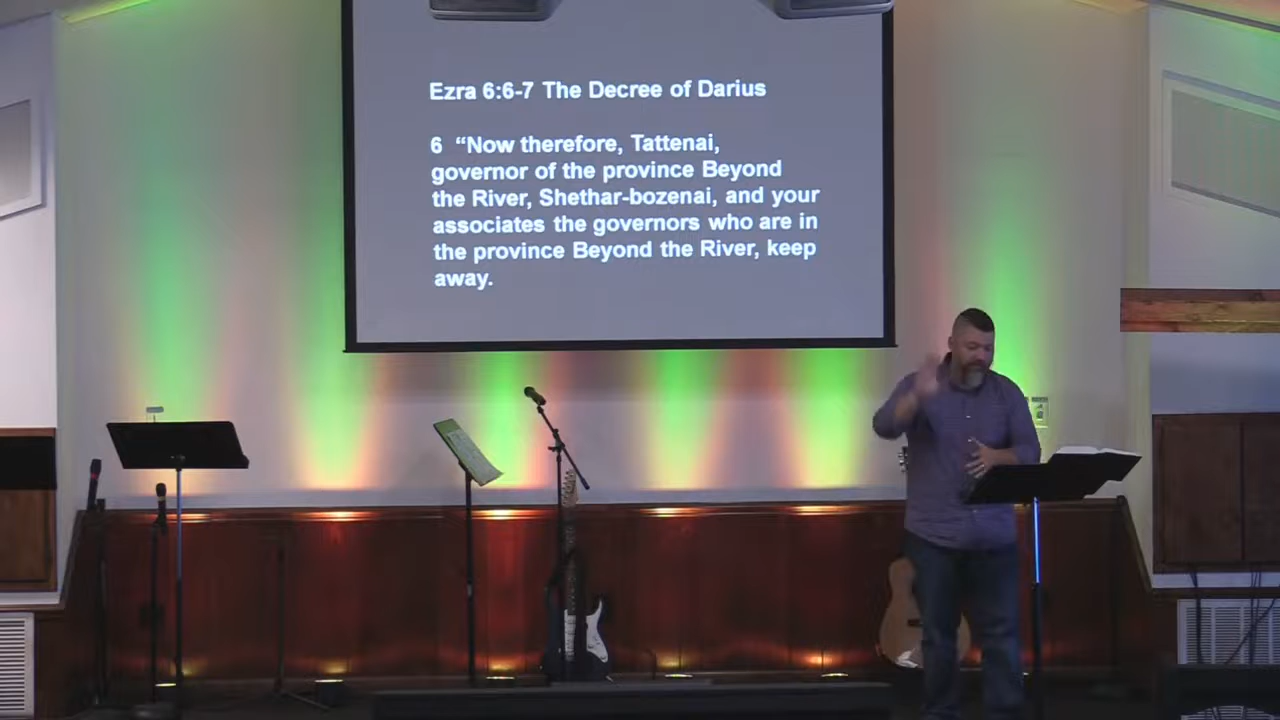 Ezra 6:6-7 The Decree of Darius
6 “Now therefore, Tattenai,
governor of the province Beyond
the River, Shethar-bozenai, and your
associates the governors who are in
the province Beyond the River, keep
away.